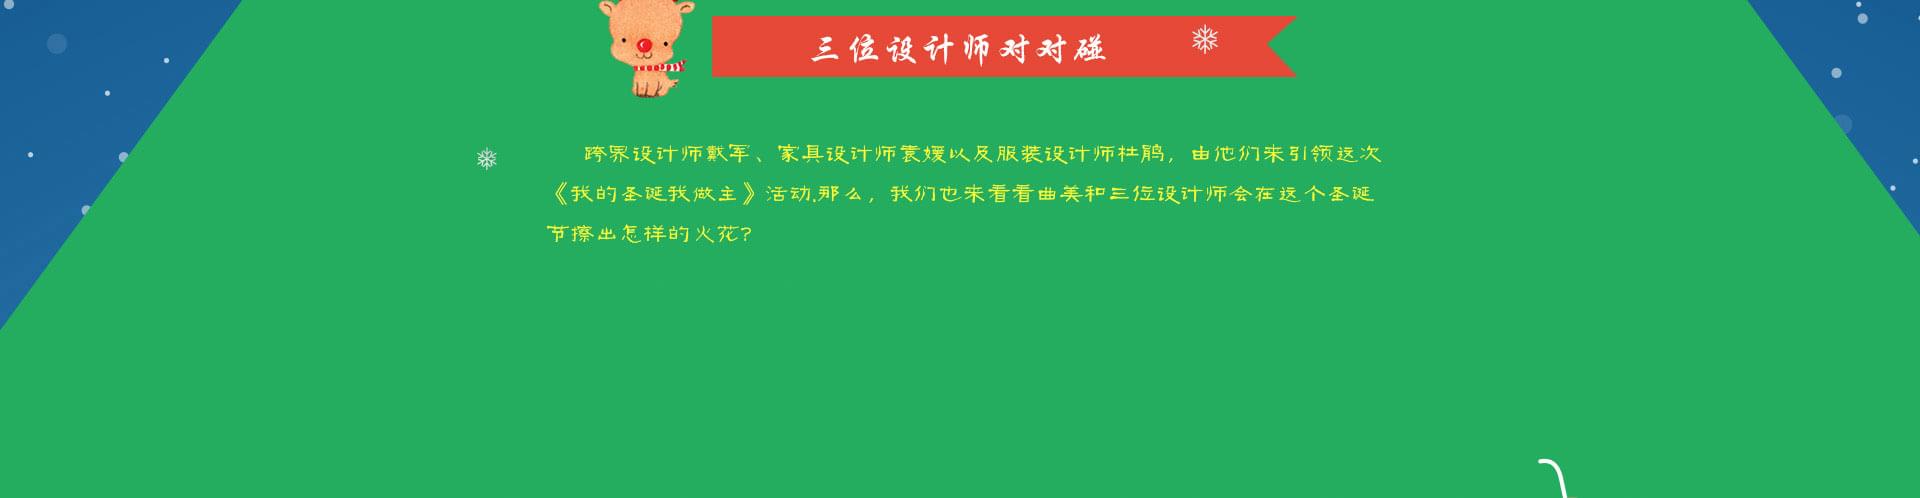 三位设计师对对碰
跨界设计师戴军、家具设计师袁媛以及服装设计师杜鹃，由他们来引领这次
《我的圣诞我做主》活动.那么，我们也来看看曲美和三位设计师会在这个圣诞
节擦出怎样的火花?